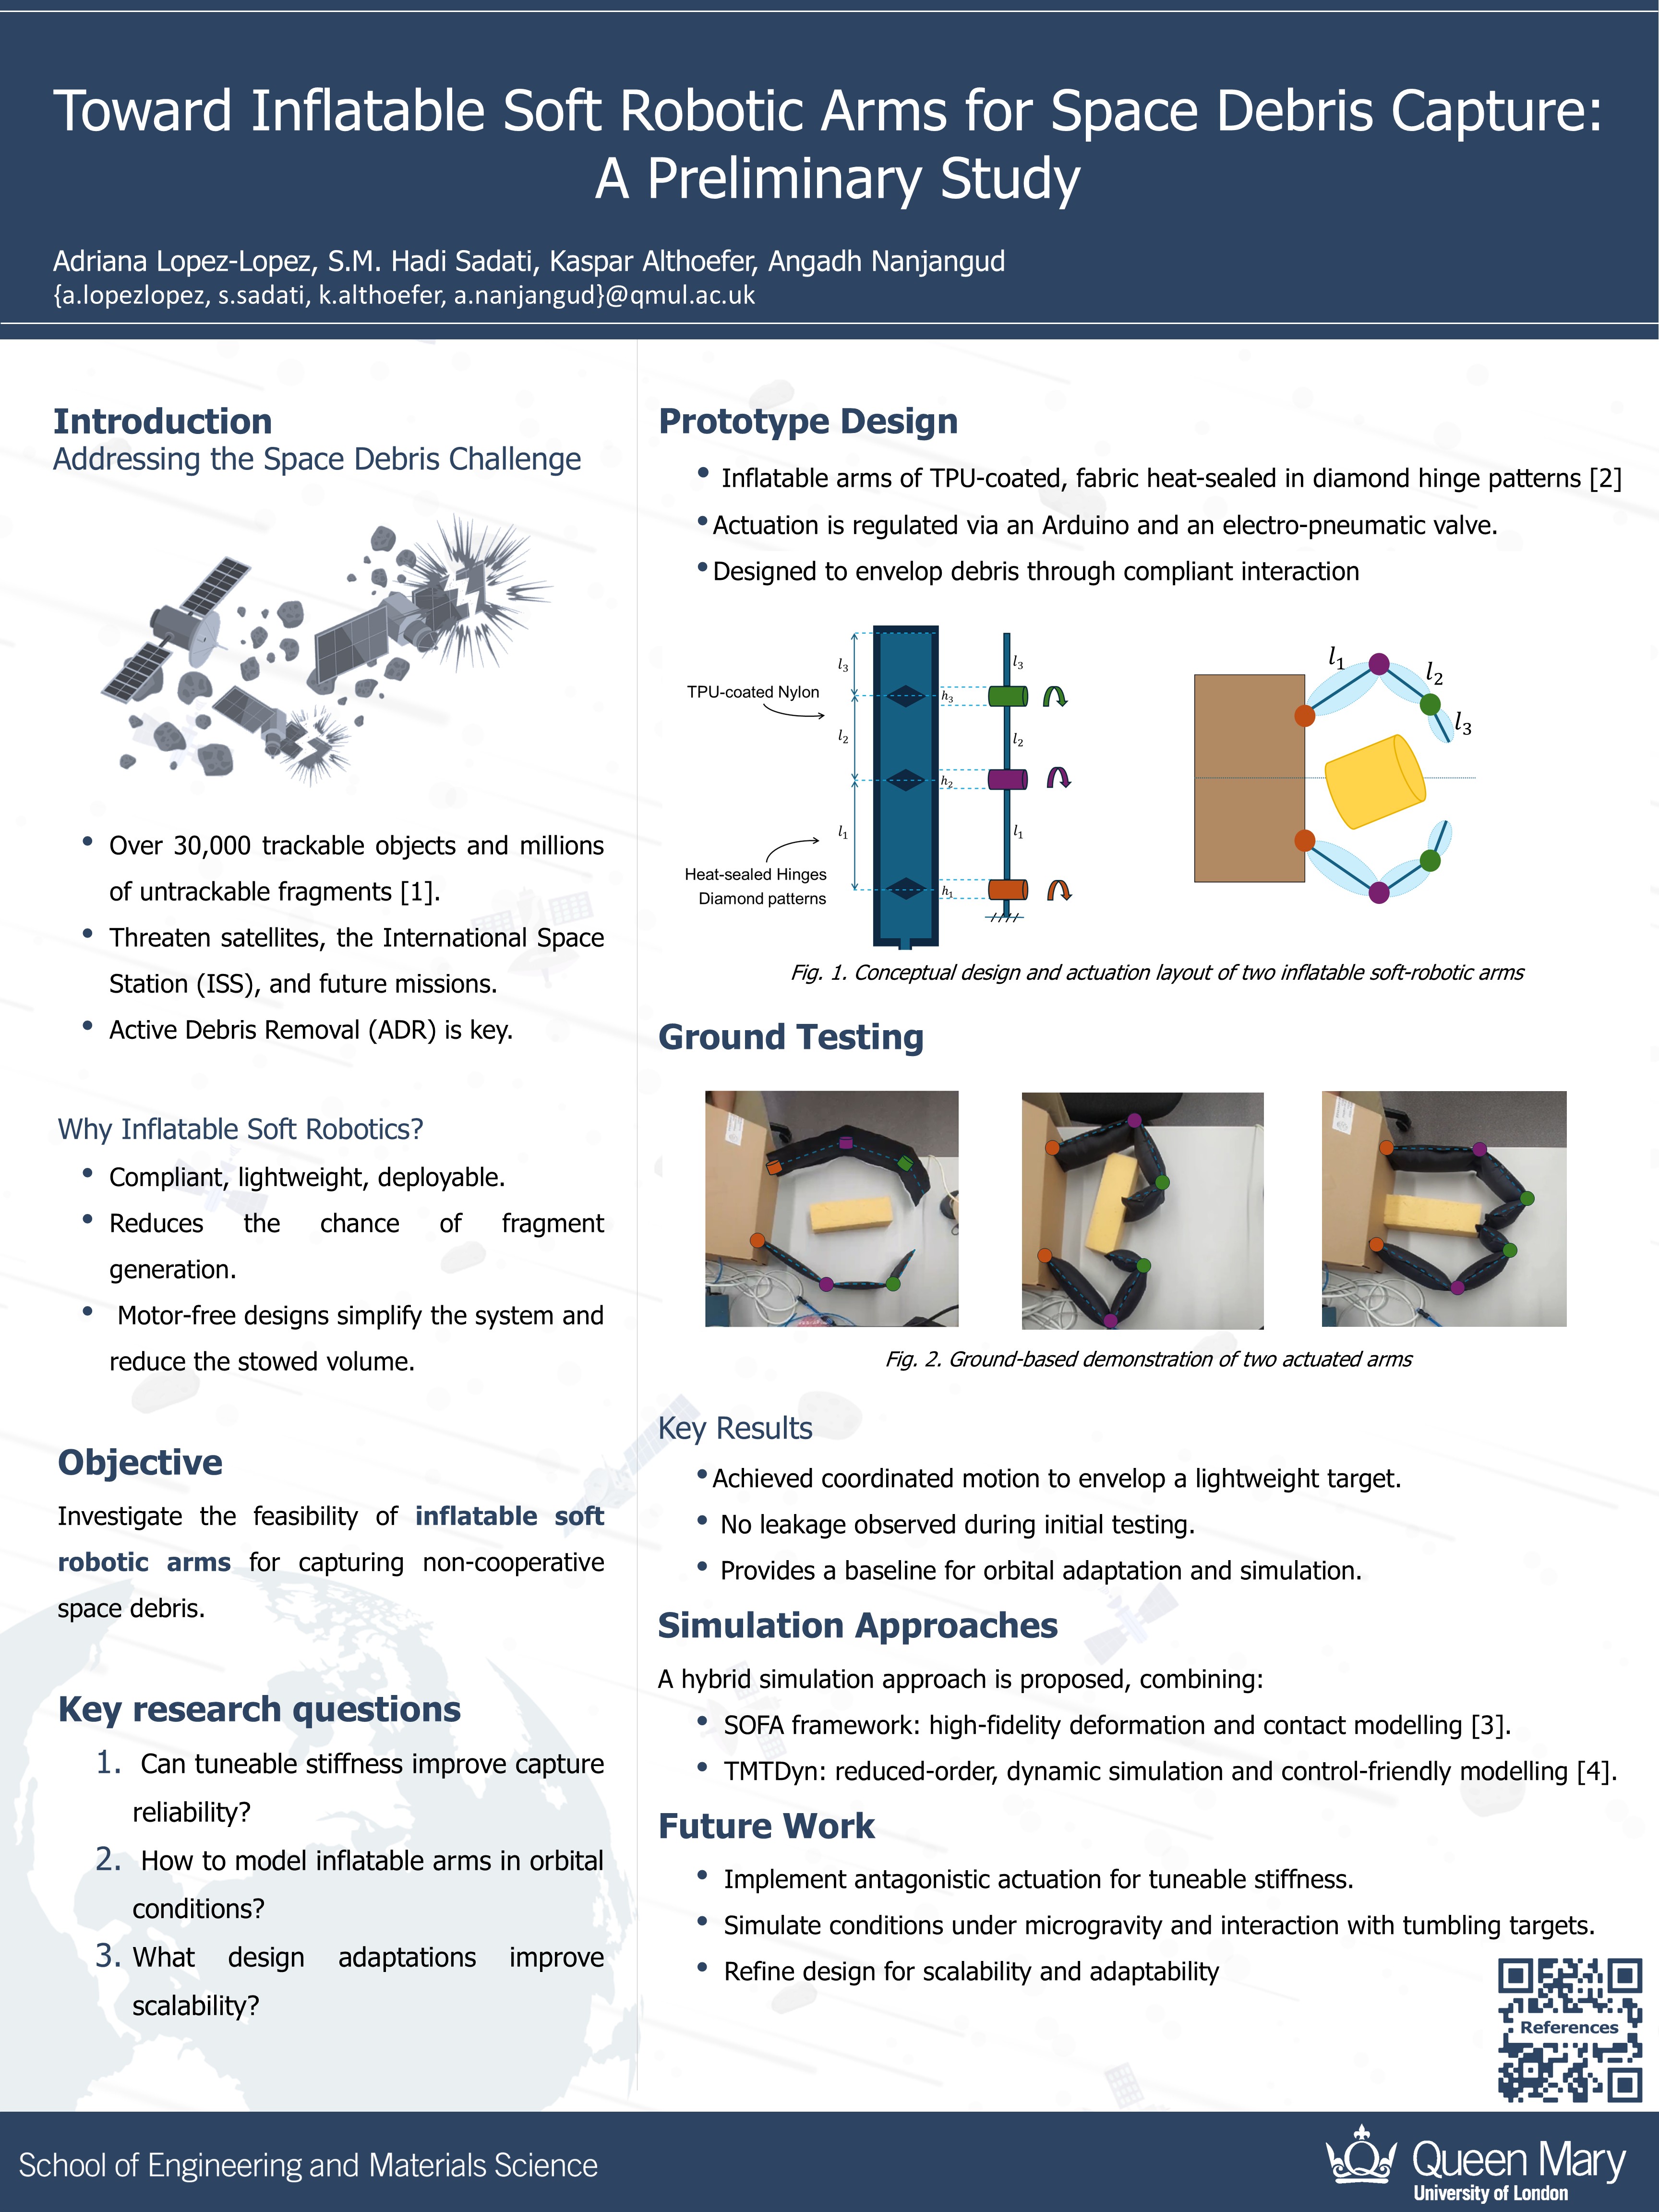 Toward Inflatable Soft Robotic Arms for Space Debris Capture:
A Preliminary Study
Adriana Lopez-Lopez, S.M. Hadi Sadati, Kaspar Althoefer, Angadh Nanjangud
{a.lopezlopez, s.sadati, k.althoefer, a.nanjangud}@qmul.ac.uk
Introduction
Addressing the Space Debris Challenge
• Over 30,000 trackable objects and millions
of untrackable fragments [1].
• Threaten satellites, the International Space
Station (ISS), and future missions.
• Active Debris Removal (ADR) is key.
Why Inflatable Soft Robotics?
• Compliant, lightweight, deployable.
• Reduces the chance of fragment
generation.
• Motor-free designs simplify the system and
reduce the stowed volume.
Objective
Investigate the feasibility of inflatable soft
robotic arms for capturing non-cooperative
space debris.
Key research questions
1. Can tuneable stiffness improve capture
reliability?
2. How to model inflatable arms in orbital
conditions?
3. What design adaptations improve
scalability?
Prototype Design
• Inflatable arms of TPU-coated, fabric heat-sealed in diamond hinge patterns [2]
• Actuation is regulated via an Arduino and an electro-pneumatic valve.
• Designed to envelop debris through compliant interaction
TPU-coated Nylon
Heat-sealed Hinges
Diamond patterns
l3
l2
l1
h3
h2
h1
l3
l2
l1
l1
l2
l3
Fig. 1. Conceptual design and actuation layout of two inflatable soft-robotic arms
Ground Testing
Fig. 2. Ground-based demonstration of two actuated arms
Key Results
• Achieved coordinated motion to envelop a lightweight target.
• No leakage observed during initial testing.
• Provides a baseline for orbital adaptation and simulation.
Simulation Approaches
A hybrid simulation approach is proposed, combining:
• SOFA framework: high-fidelity deformation and contact modelling [3].
• TMTDyn: reduced-order, dynamic simulation and control-friendly modelling [4].
Future Work
• Implement antagonistic actuation for tuneable stiffness.
• Simulate conditions under microgravity and interaction with tumbling targets.
• Refine design for scalability and adaptability
References
School of Engineering and Materials Science
Queen Mary
University of London